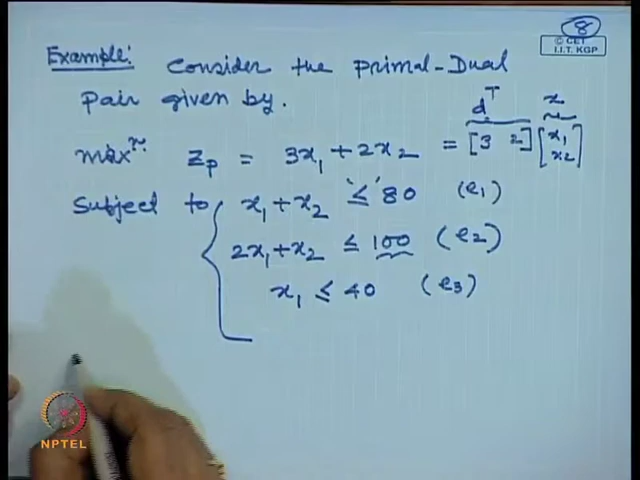 8
© CET
I.I.T. KGP
Example: Consider the primal-Dual
pair given by.
max^n. Z_p = 3x_1 + 2x_2 = [3 2] [x_1 x_2]
d^T x
Subject to x_1 + x_2 ≤ 80 (e_1)
2x_1 + x_2 ≤ 100 (e_2)
x_1 ≤ 40 (e_3)
NPTEL